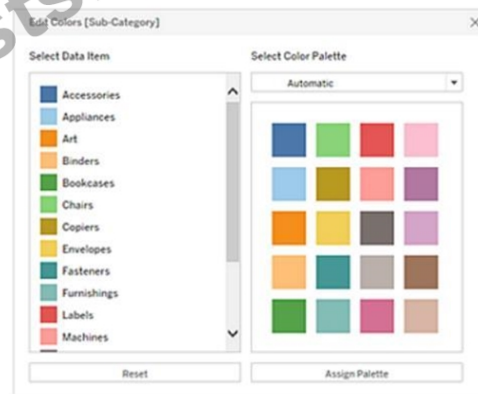 Edit Colors [Sub-Category]
Select Data Item
Accessories
Appliances
Art
Binders
Bookcases
Chairs
Copiers
Envelopes
Fasteners
Furnishings
Labels
Machines
Reset
Select Color Palette
Automatic
Assign Palette